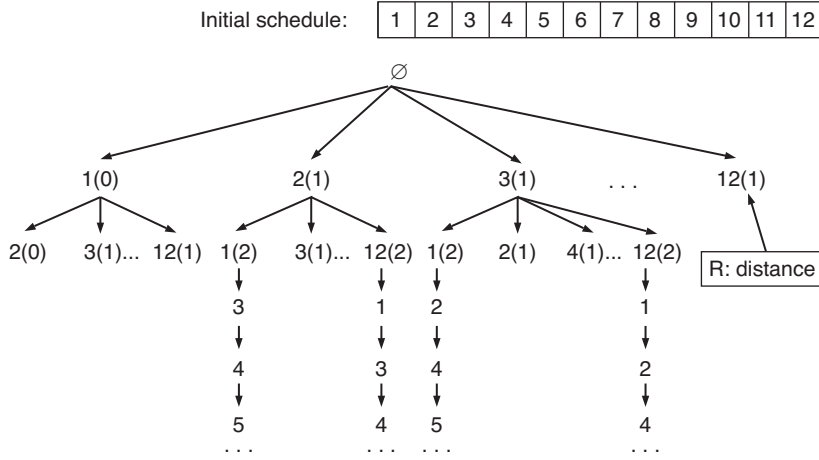 Initial schedule: 1 2 3 4 5 6 7 8 9 10 11 12
∅
1(0) 2(1) 3(1) . . . 12(1)
2(0) 3(1)... 12(1) 1(2) 3(1)... 12(2) 1(2) 2(1) 4(1)... 12(2)
R: distance
3 1 2 1
4 3 4 2
5 4 5 4
. . . . . . . . . . . .